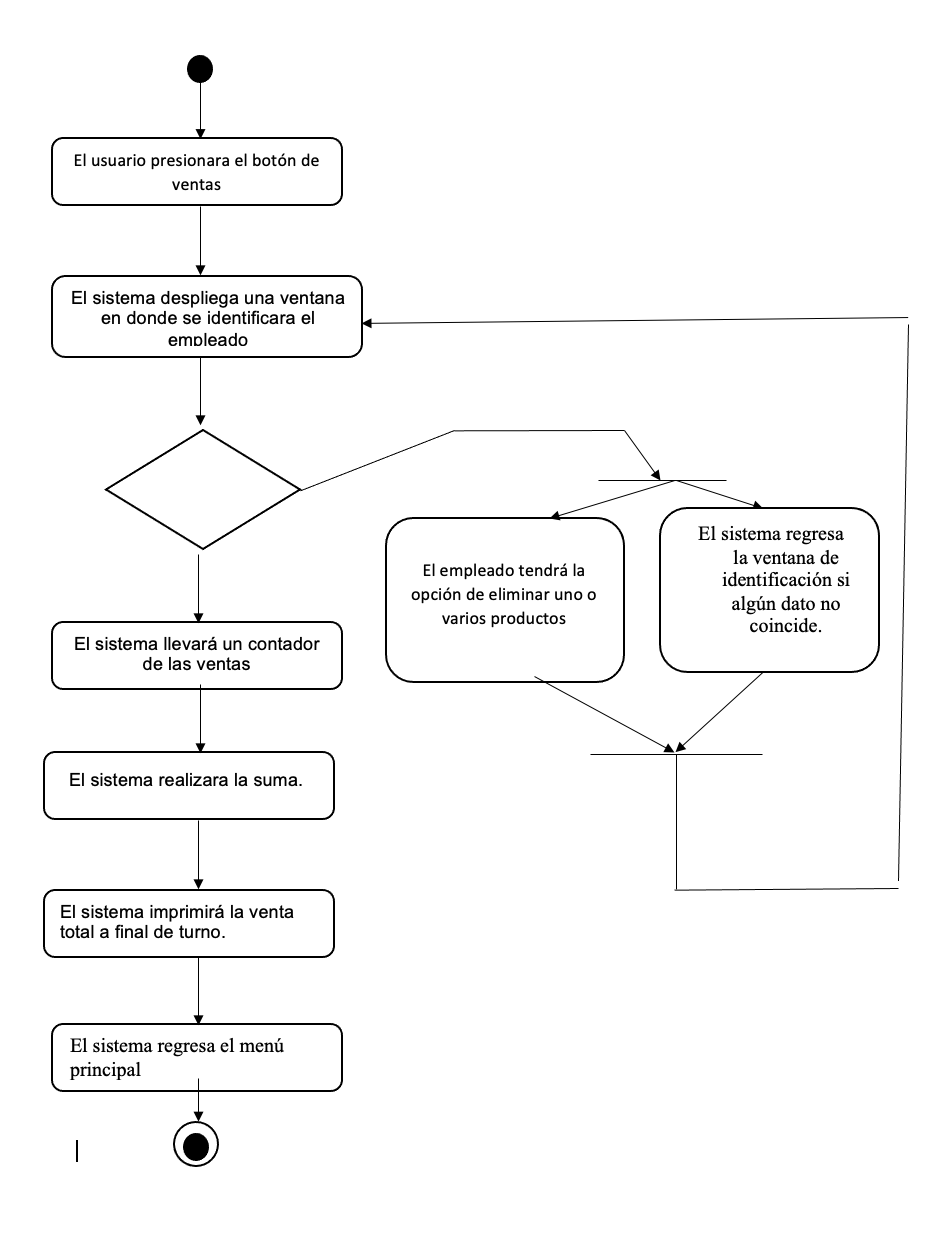 El usuario presionara el botón de
ventas
El sistema despliega una ventana
en donde se identificara el
empleado
El empleado tendrá la
opción de eliminar uno o
varios productos
El sistema regresa
la ventana de
identificación si
algún dato no
coincide.
El sistema llevará un contador
de las ventas
El sistema realizara la suma.
El sistema imprimirá la venta
total a final de turno.
El sistema regresa el menú
principal